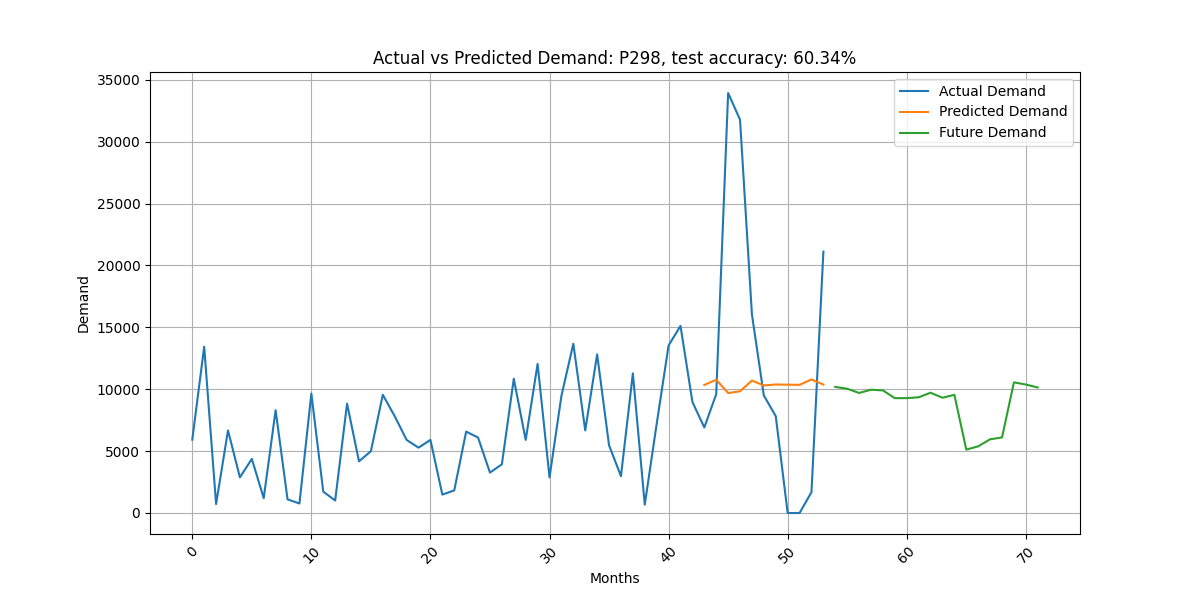 Actual vs Predicted Demand: P298, test accuracy: 60.34%
35000
30000
25000
20000
15000
10000
5000
0
Demand
Actual Demand
Predicted Demand
Future Demand
0 10 20 30 40 50 60 70
Months